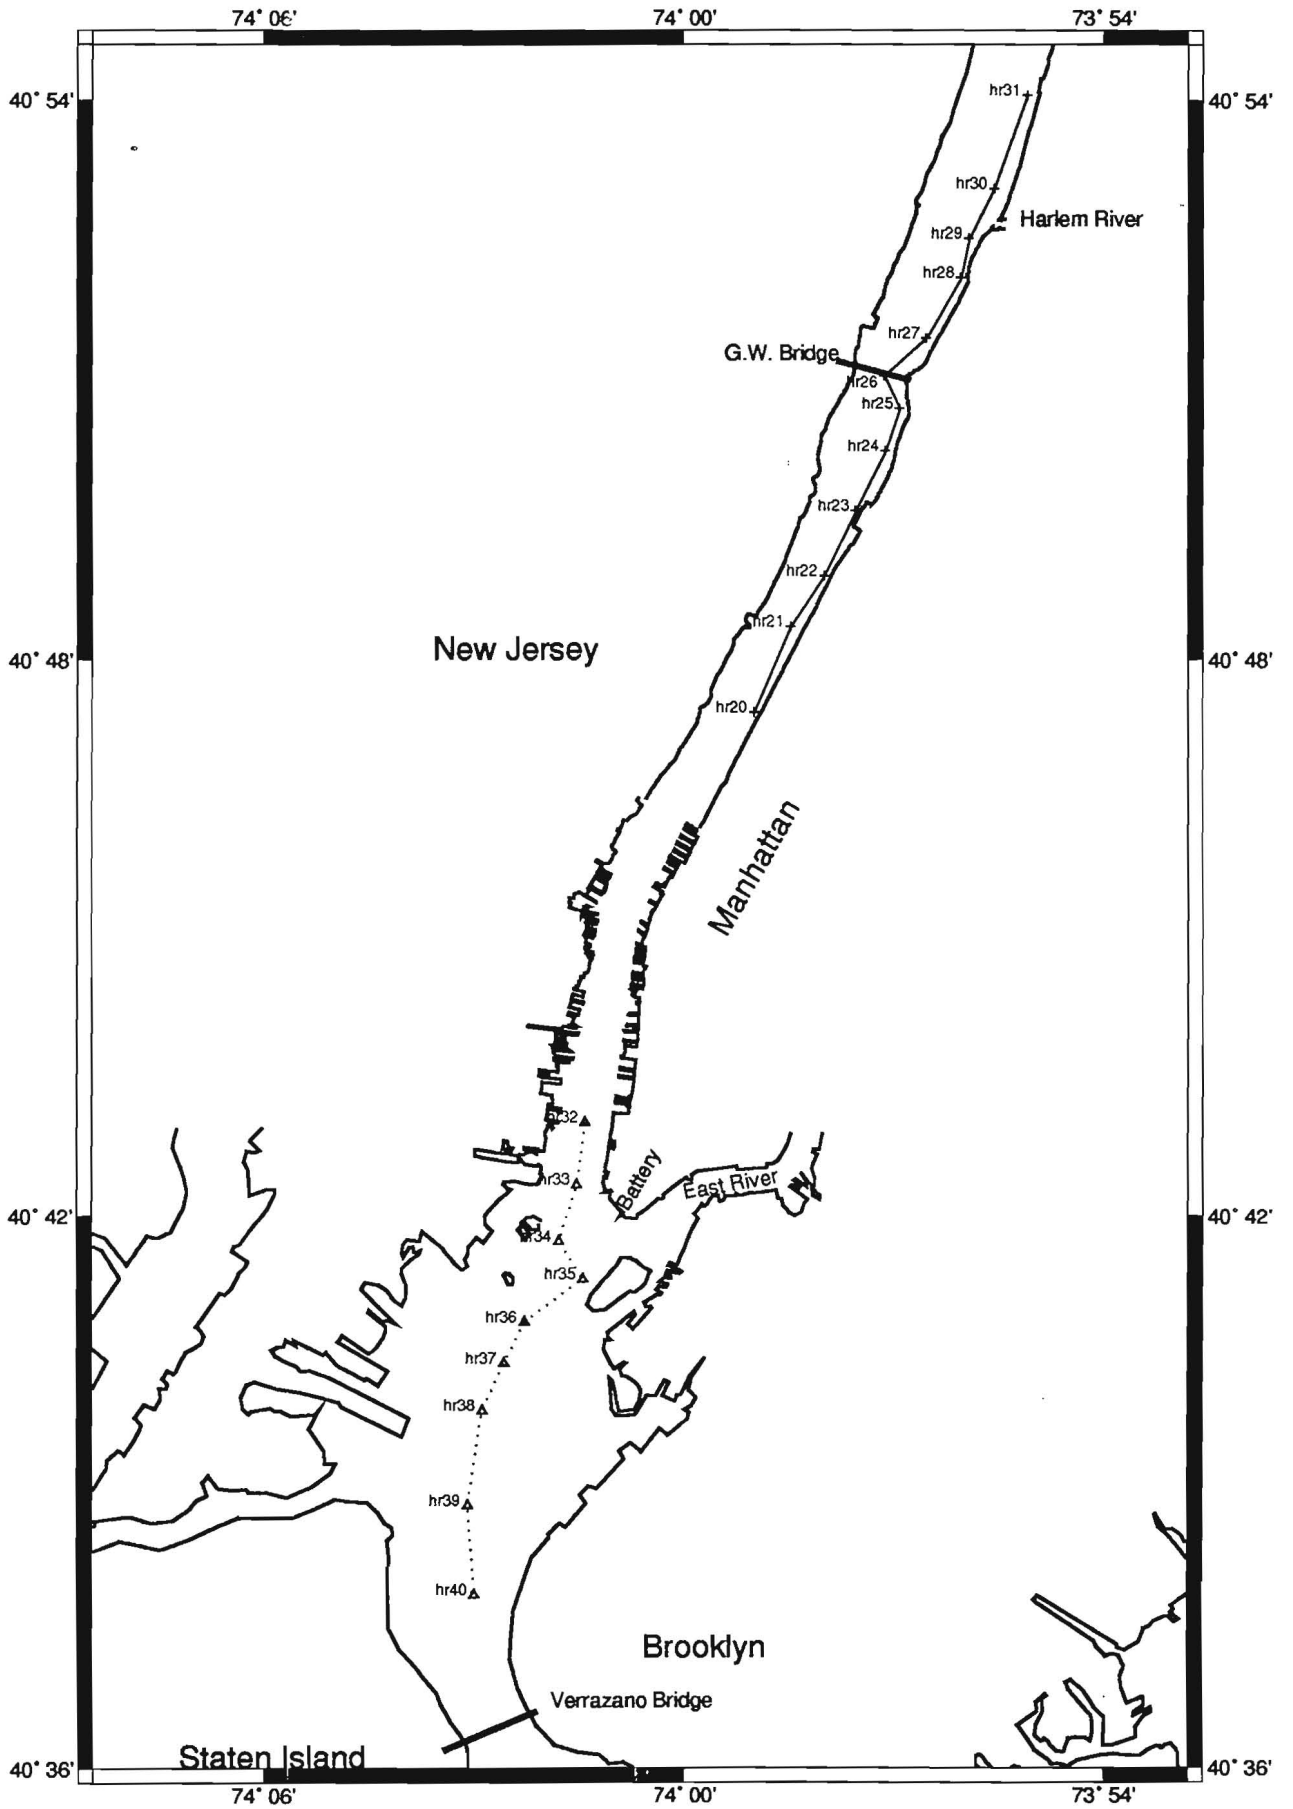 74° 06'
74° 00'
73° 54'
40° 54'
hr31
40° 54'
hr30
Harlem River
hr29
hr28
hr27
G.W. Bridge
hr26
hr25
hr24
hr23
hr22
hr21
New Jersey
40° 48'
40° 48'
hr20
Manhattan
hr32
Battery
hr33
East River
40° 42'
40° 42'
hr34
hr35
hr36
hr37
hr38
hr39
hr40
Brooklyn
Verrazano Bridge
Staten Island
40° 36'
40° 36'
74° 06'
74° 00'
73° 54'